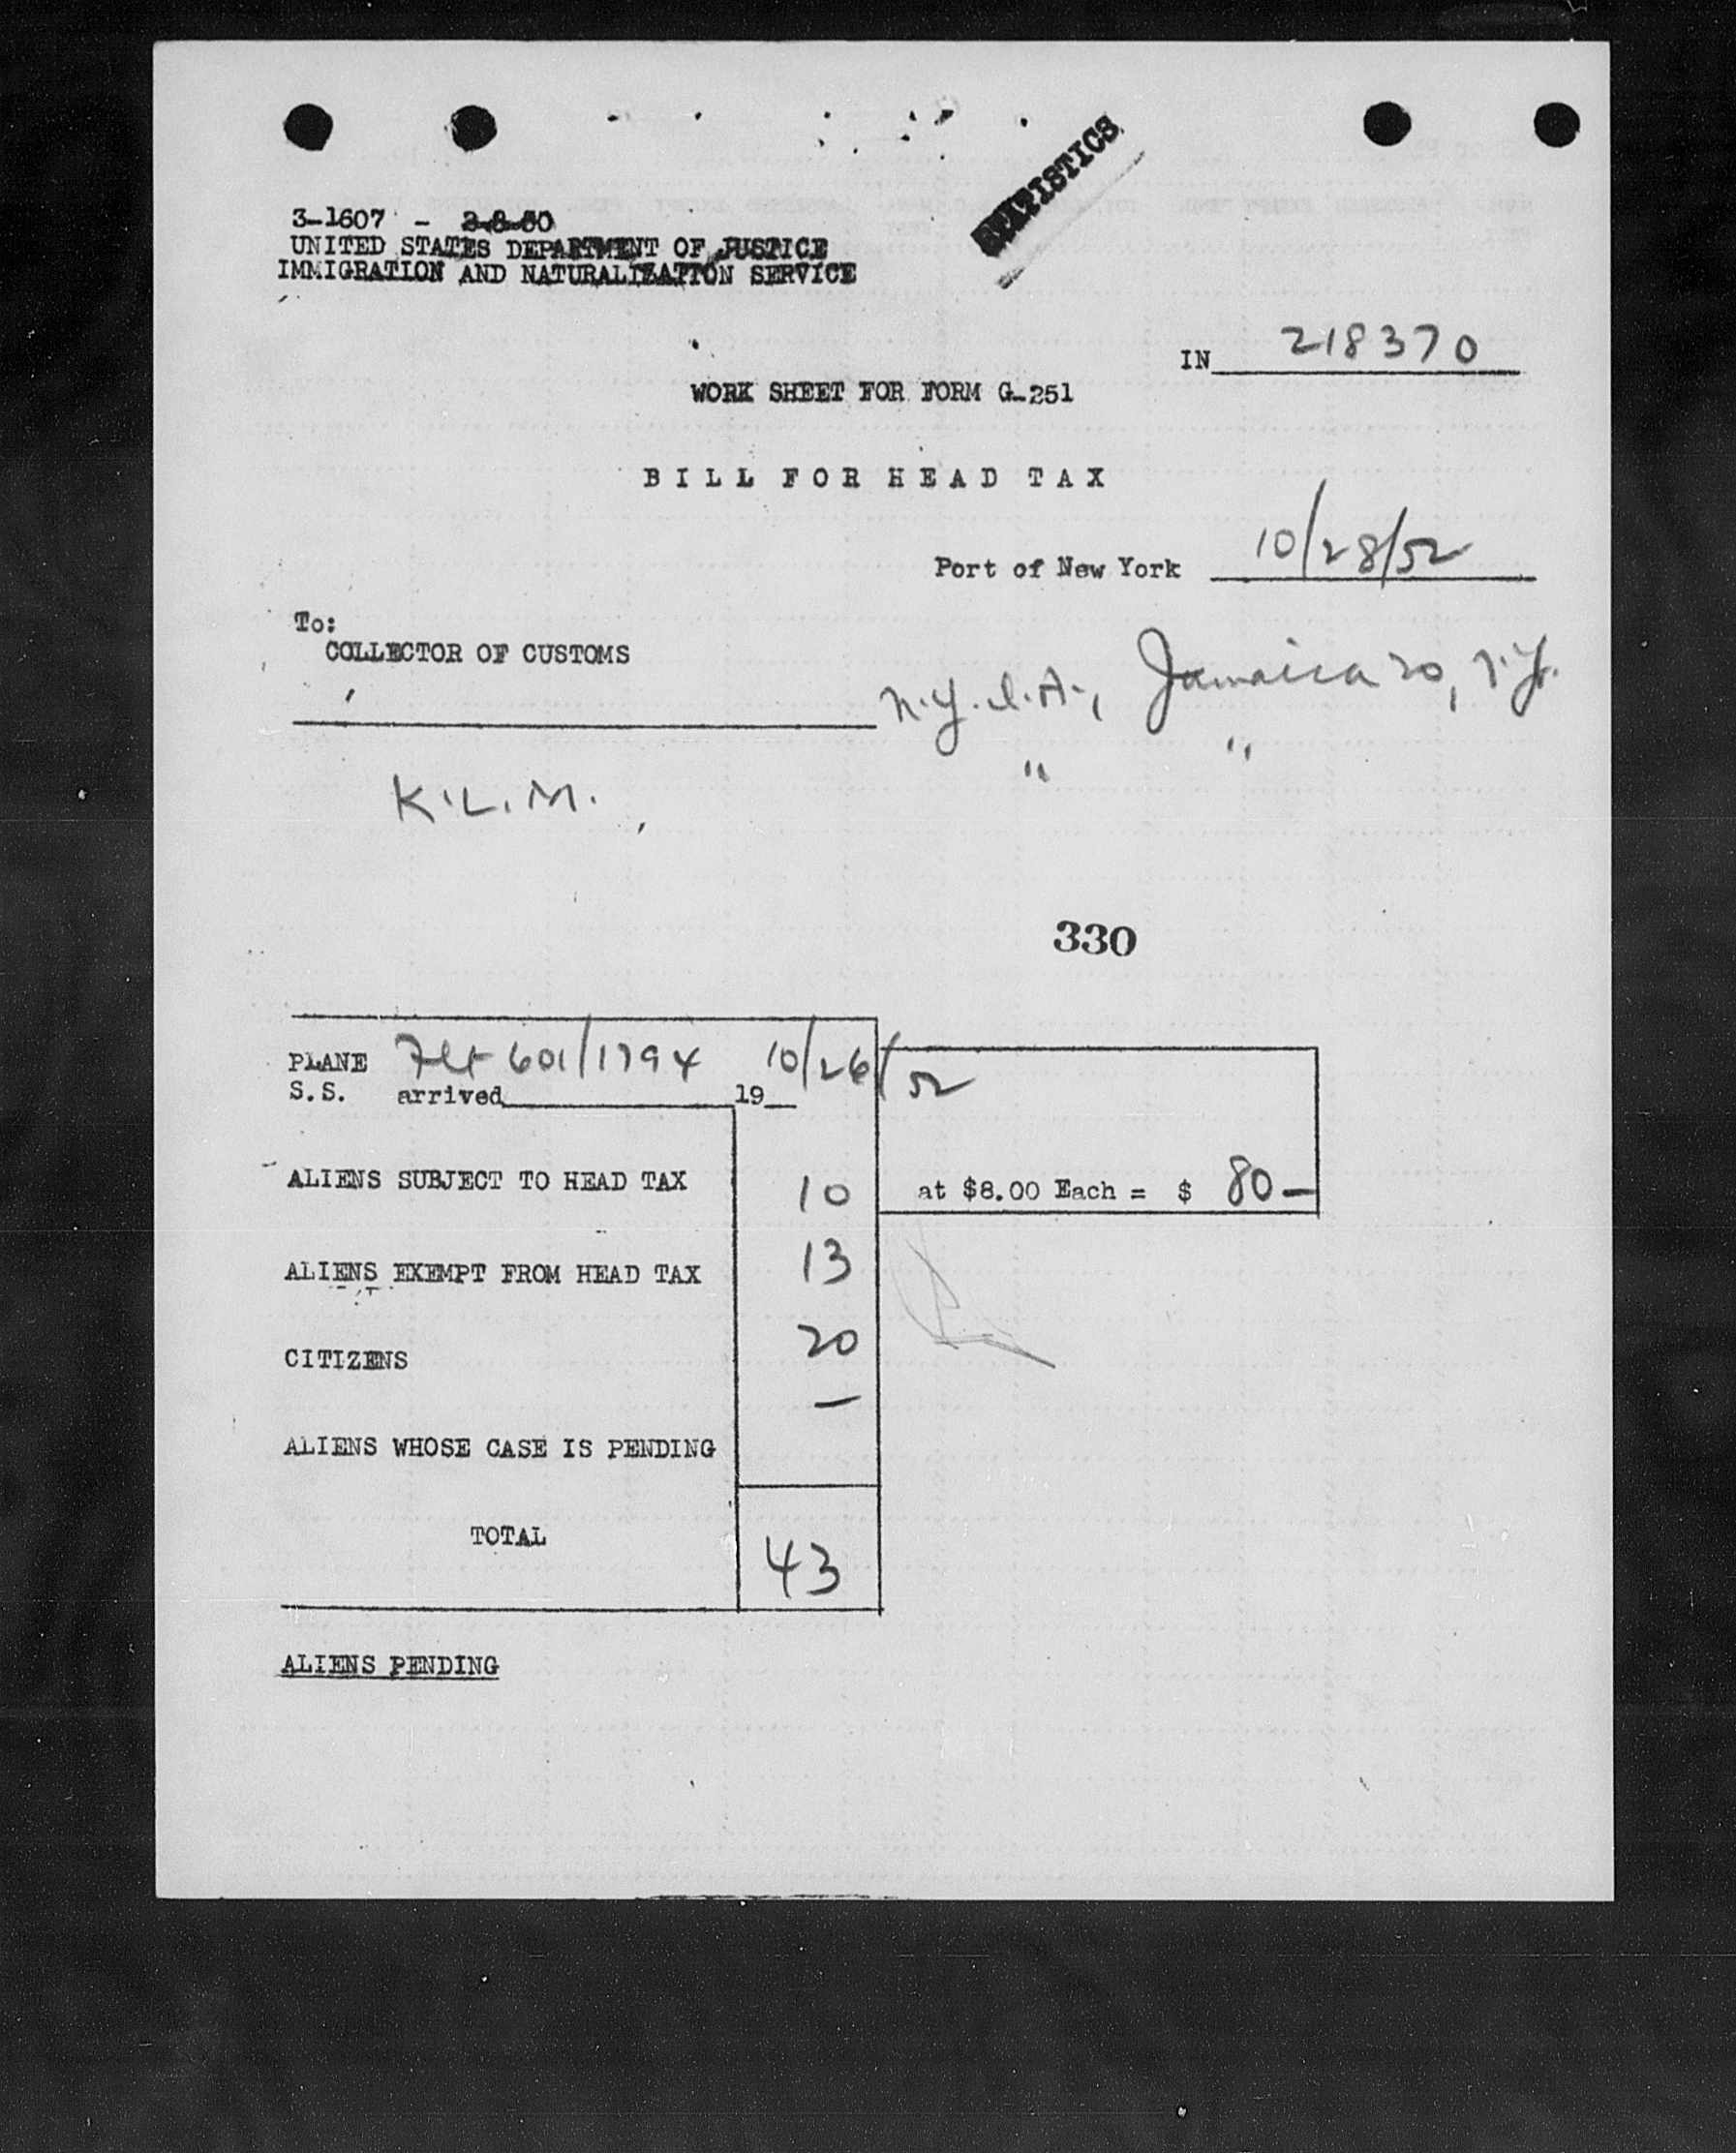 STATISTICS
3-1607 - 2-8-50
UNITED STATES DEPARTMENT OF JUSTICE
IMMIGRATION AND NATURALIZATION SERVICE
IN 218370
WORK SHEET FOR FORM G-251
BILL FOR HEAD TAX
Port of New York 10/28/52
To:
COLLECTOR OF CUSTOMS
N.Y.I.A., Jamaica 20, N.Y.
" "
K.L.M.
330
PLANE Flt 601/1794 10/26/52
S.S. arrived 19
ALIENS SUBJECT TO HEAD TAX 10 at $8.00 Each = $ 80 —
ALIENS EXEMPT FROM HEAD TAX 13
CITIZENS 20
ALIENS WHOSE CASE IS PENDING —
TOTAL 43
ALIENS PENDING